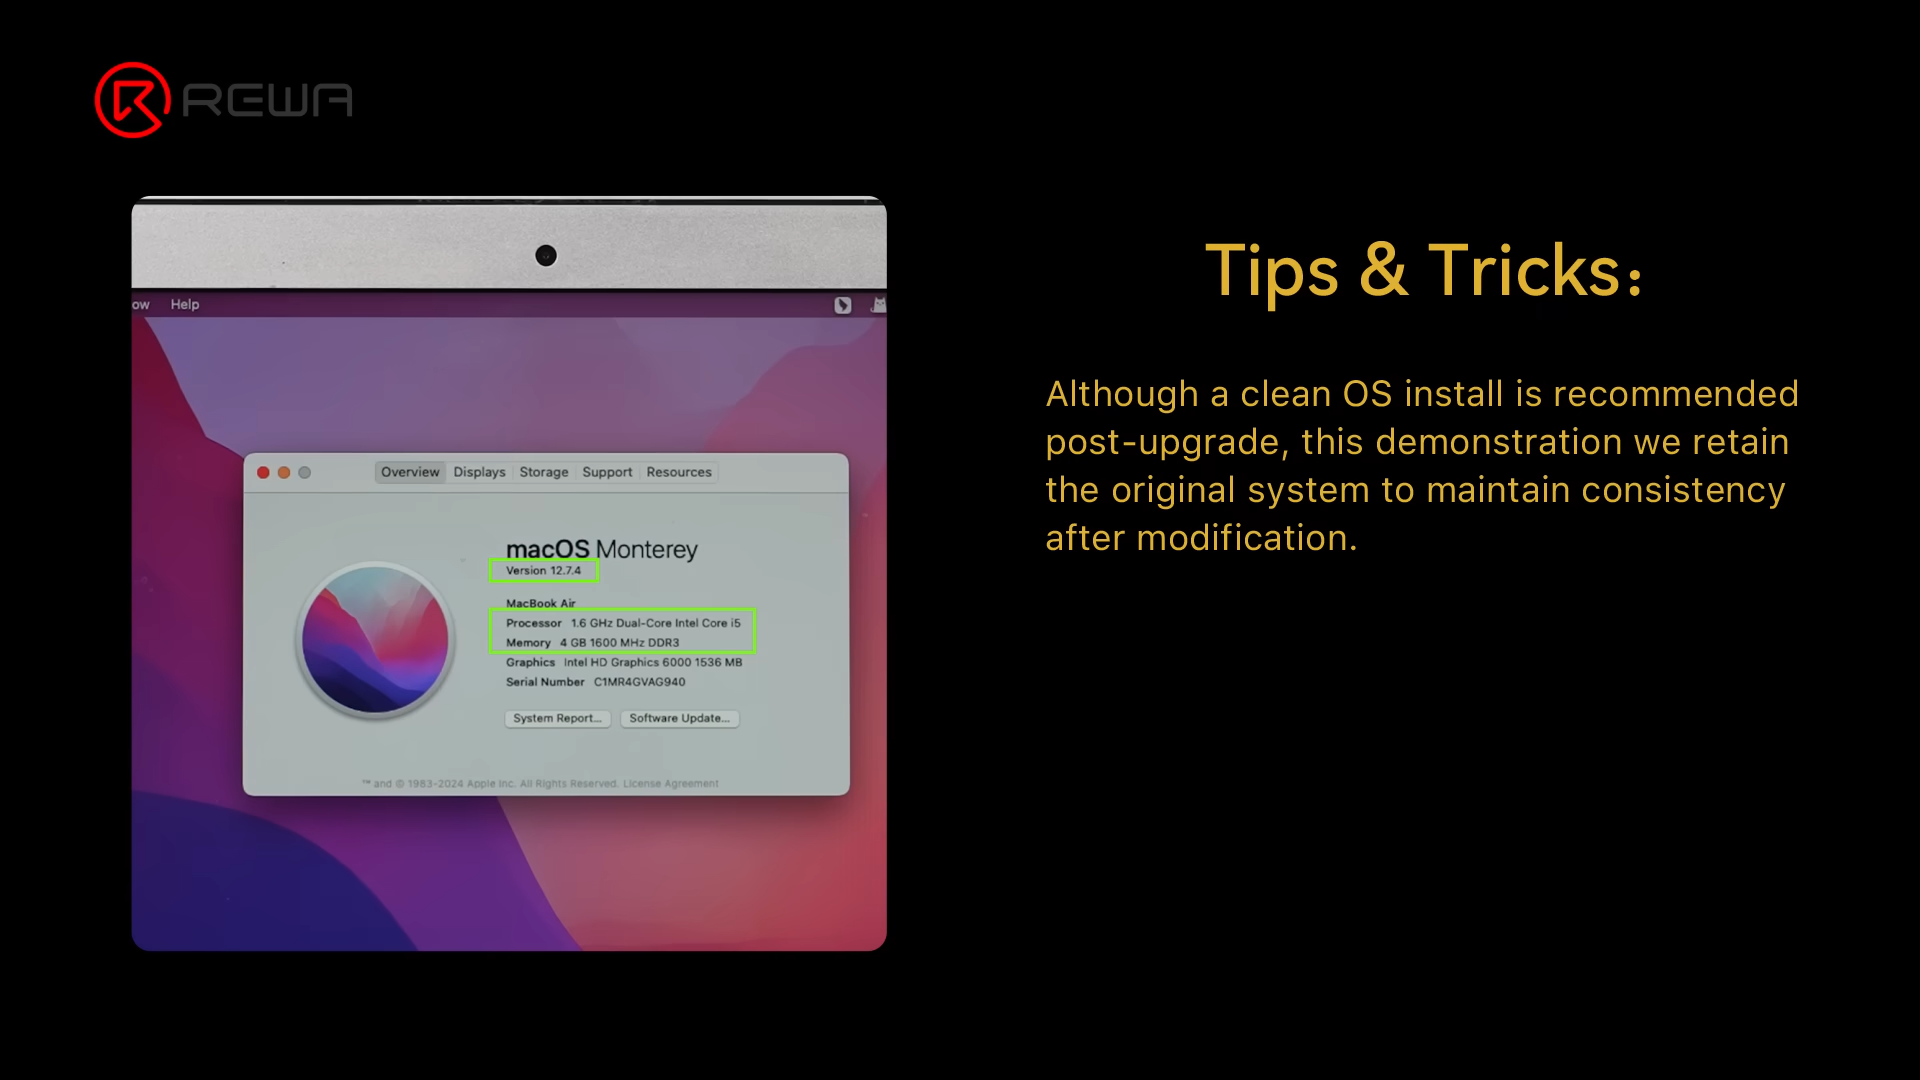 REWA
ow Help
Overview Displays Storage Support Resources
macOS Monterey
Version 12.7.4
MacBook Air
Processor 1.6 GHz Dual-Core Intel Core i5
Memory 4 GB 1600 MHz DDR3
Graphics Intel HD Graphics 6000 1536 MB
Serial Number C1MR4GVAG940
System Report... Software Update...
™ and © 1983-2024 Apple Inc. All Rights Reserved. License Agreement
Tips & Tricks:
Although a clean OS install is recommended
post-upgrade, this demonstration we retain
the original system to maintain consistency
after modification.